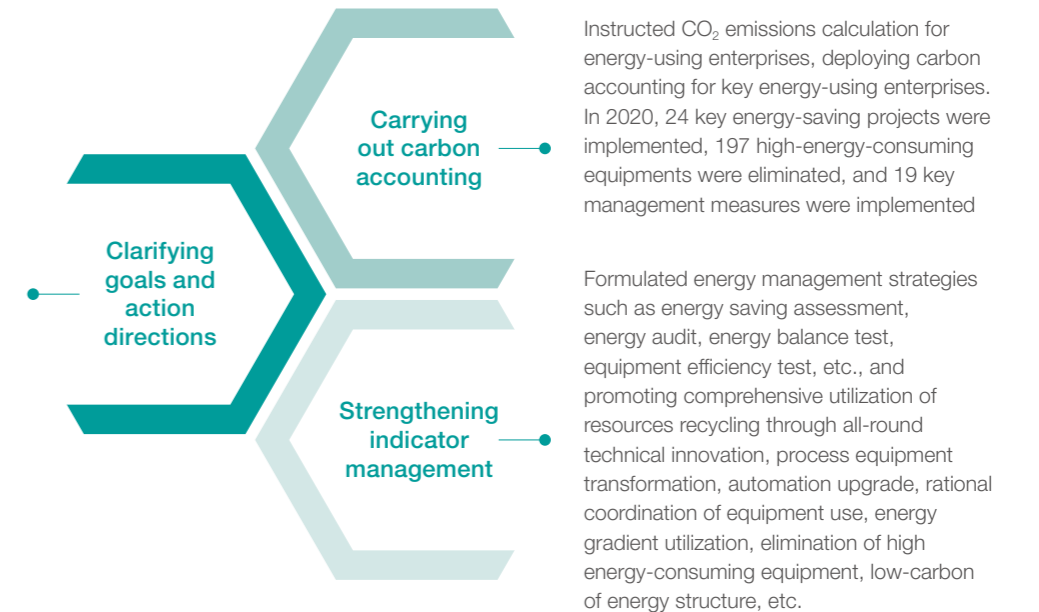 Clarifying
goals and
action
directions
Carrying
out carbon
accounting
Instructed CO₂ emissions calculation for
energy-using enterprises, deploying carbon
accounting for key energy-using enterprises.
In 2020, 24 key energy-saving projects were
implemented, 197 high-energy-consuming
equipments were eliminated, and 19 key
management measures were implemented
Strengthening
indicator
management
Formulated energy management strategies
such as energy saving assessment,
energy audit, energy balance test,
equipment efficiency test, etc., and
promoting comprehensive utilization of
resources recycling through all-round
technical innovation, process equipment
transformation, automation upgrade, rational
coordination of equipment use, energy
gradient utilization, elimination of high
energy-consuming equipment, low-carbon
of energy structure, etc.